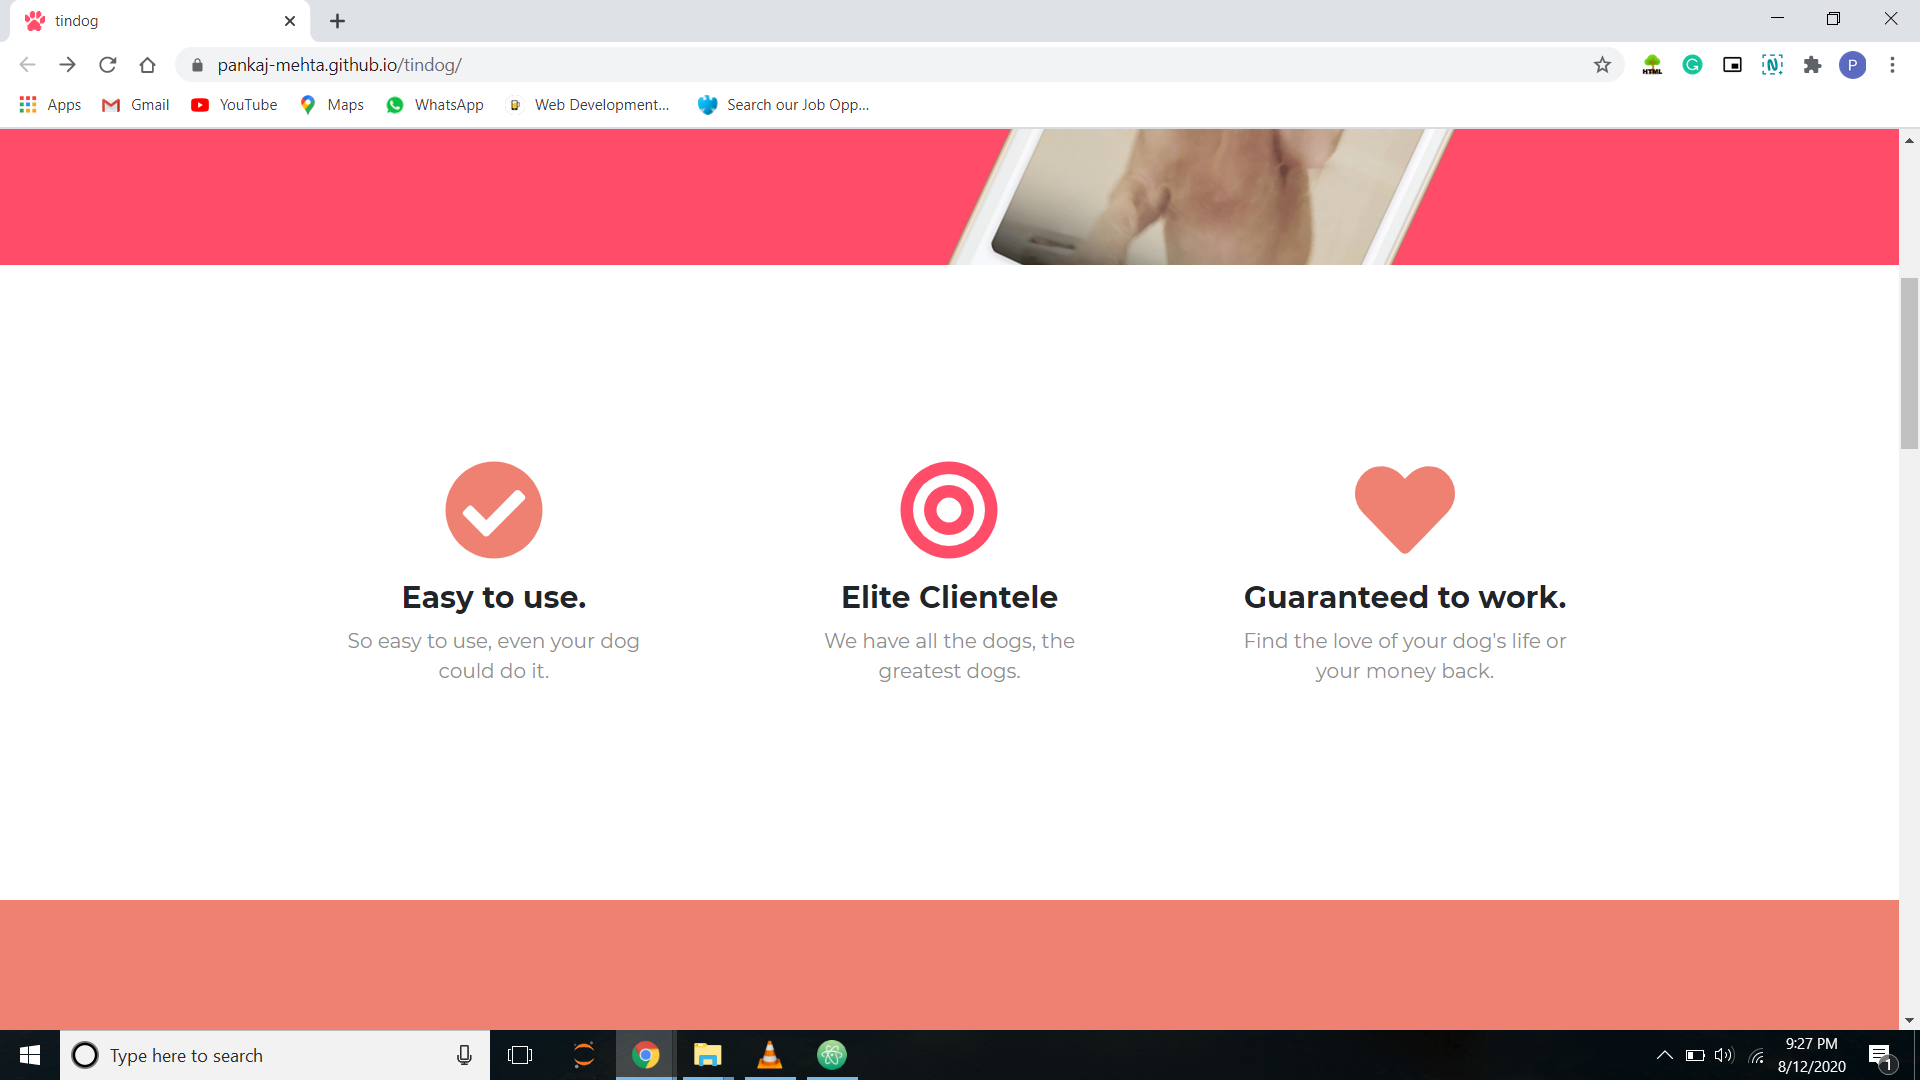 tindog
pankaj-mehta.github.io/tindog/
HTML
P
Apps
Gmail
YouTube
Maps
WhatsApp
Web Development...
Search our Job Opp...
Easy to use.
So easy to use, even your dog
could do it.
Elite Clientele
We have all the dogs, the
greatest dogs.
Guaranteed to work.
Find the love of your dog's life or
your money back.
Type here to search
9:27 PM
8/12/2020
1